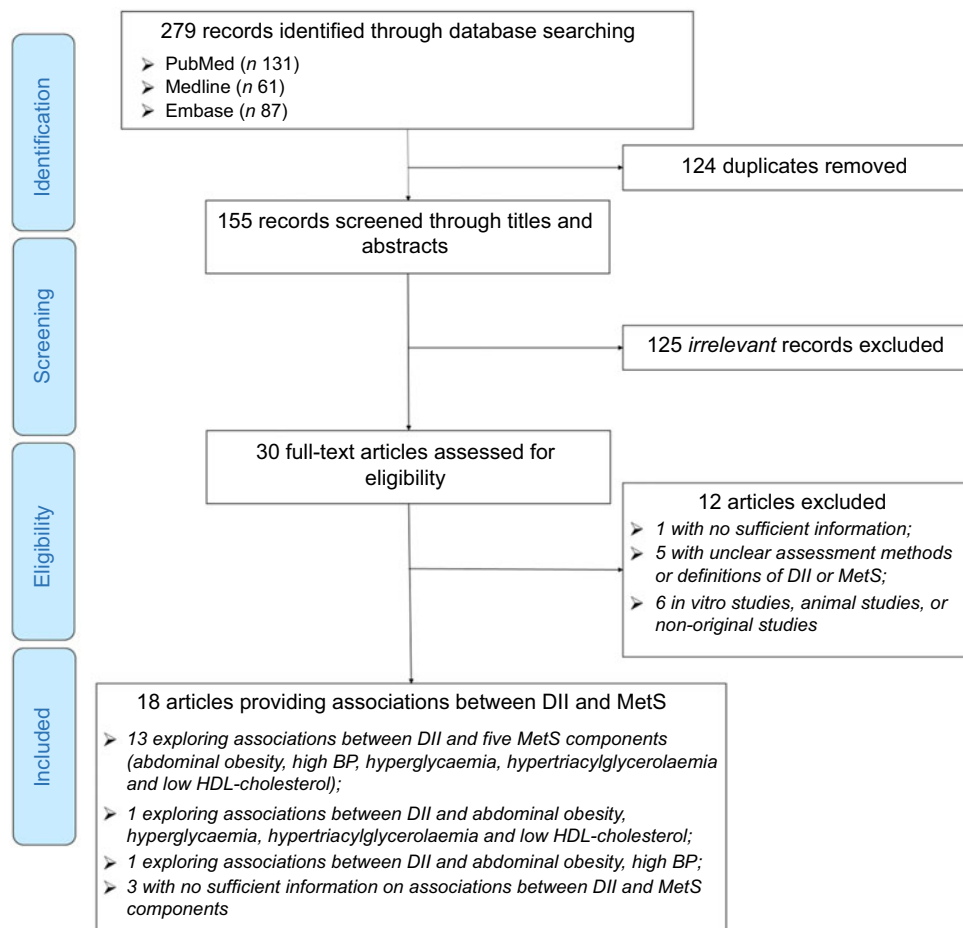 279 records identified through database searching
➢ PubMed (n 131)
➢ Medline (n 61)
➢ Embase (n 87)
Identification
124 duplicates removed
155 records screened through titles and
abstracts
Screening
125 irrelevant records excluded
30 full-text articles assessed for
eligibility
Eligibility
12 articles excluded
➢ 1 with no sufficient information;
➢ 5 with unclear assessment methods
or definitions of DII or MetS;
➢ 6 in vitro studies, animal studies, or
non-original studies
Included
18 articles providing associations between DII and MetS
➢ 13 exploring associations between DII and five MetS components
(abdominal obesity, high BP, hyperglycaemia, hypertriacylglycerolaemia
and low HDL-cholesterol);
➢ 1 exploring associations between DII and abdominal obesity,
hyperglycaemia, hypertriacylglycerolaemia and low HDL-cholesterol;
➢ 1 exploring associations between DII and abdominal obesity, high BP;
➢ 3 with no sufficient information on associations between DII and MetS
components